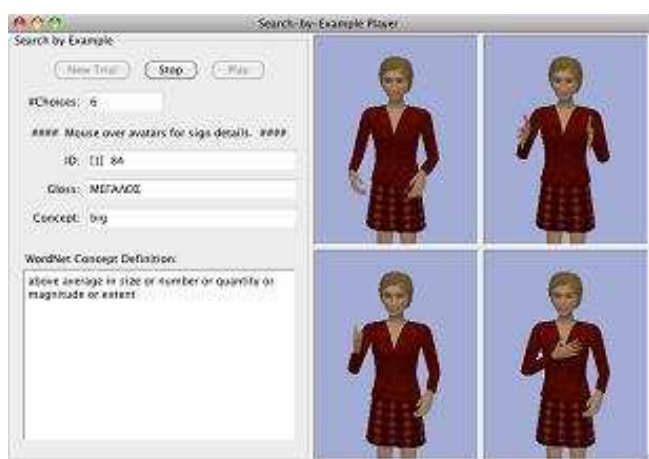 Search-by-Example Player
Search by Example
New Trial Stop Play
#Choices: 6
#### Mouse over avatars for sign details. ####
ID: [1] 84
Gloss: ΜΕΓΑΛΟΣ
Concept: big
WordNet Concept Definition:
above average in size or number or quantity or
magnitude or extent